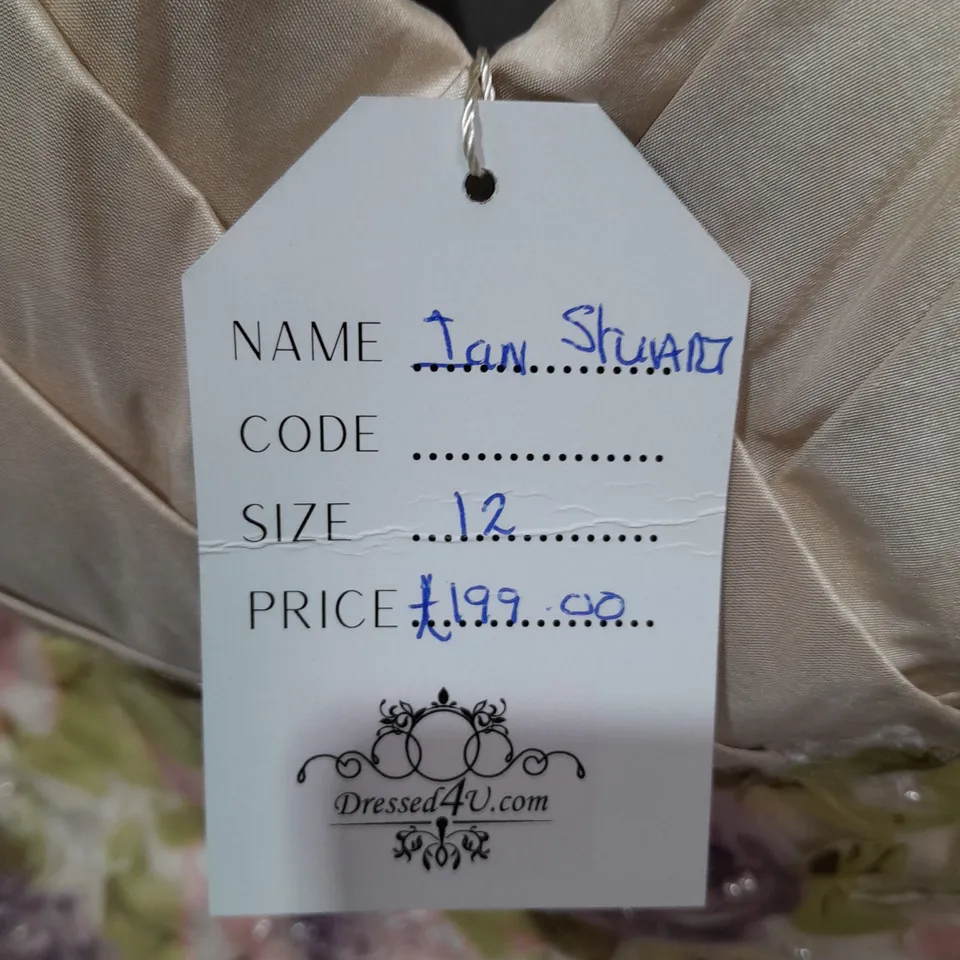 NAME Ian Stuart
CODE ...............
SIZE 12
PRICE £199.00
Dressed4U.com